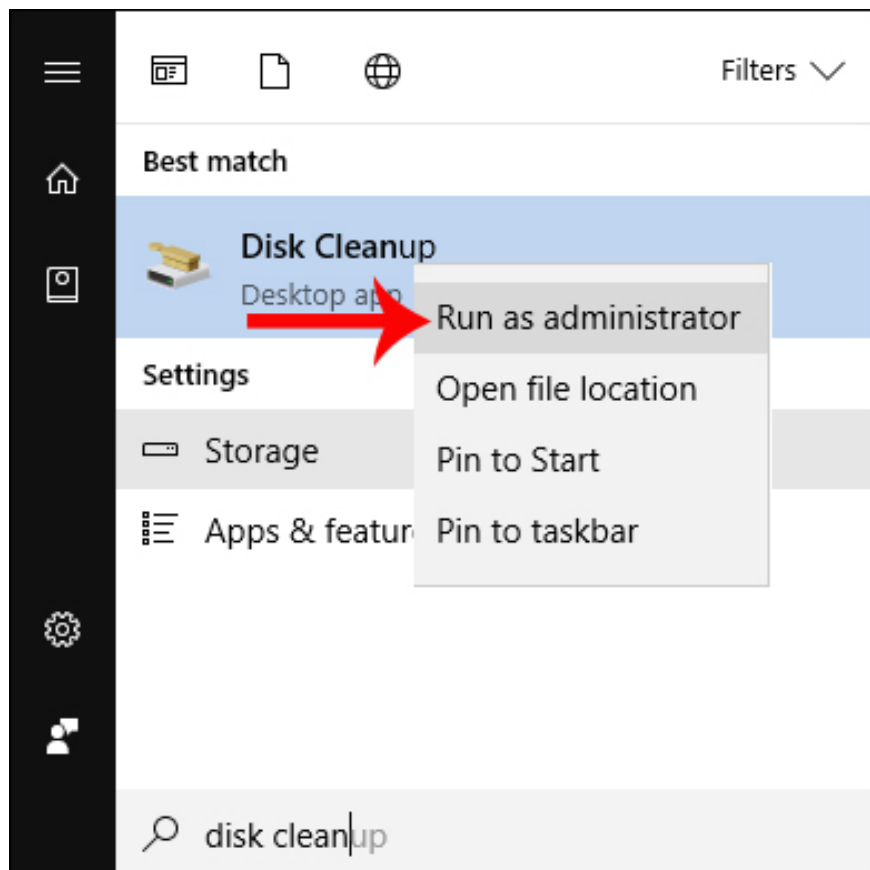 Filters
Best match
Disk Cleanup
Desktop app
Run as administrator
Settings
Open file location
Storage
Pin to Start
Apps & featur
Pin to taskbar
disk cleanup